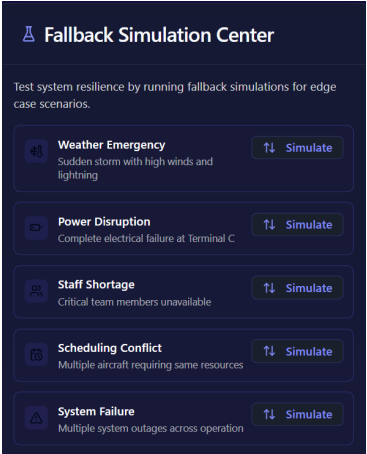 Fallback Simulation Center
Test system resilience by running fallback simulations for edge
case scenarios.
Weather Emergency
Sudden storm with high winds and
lightning
Simulate
Power Disruption
Complete electrical failure at Terminal C
Simulate
Staff Shortage
Critical team members unavailable
Simulate
Scheduling Conflict
Multiple aircraft requiring same resources
Simulate
System Failure
Multiple system outages across operation
Simulate